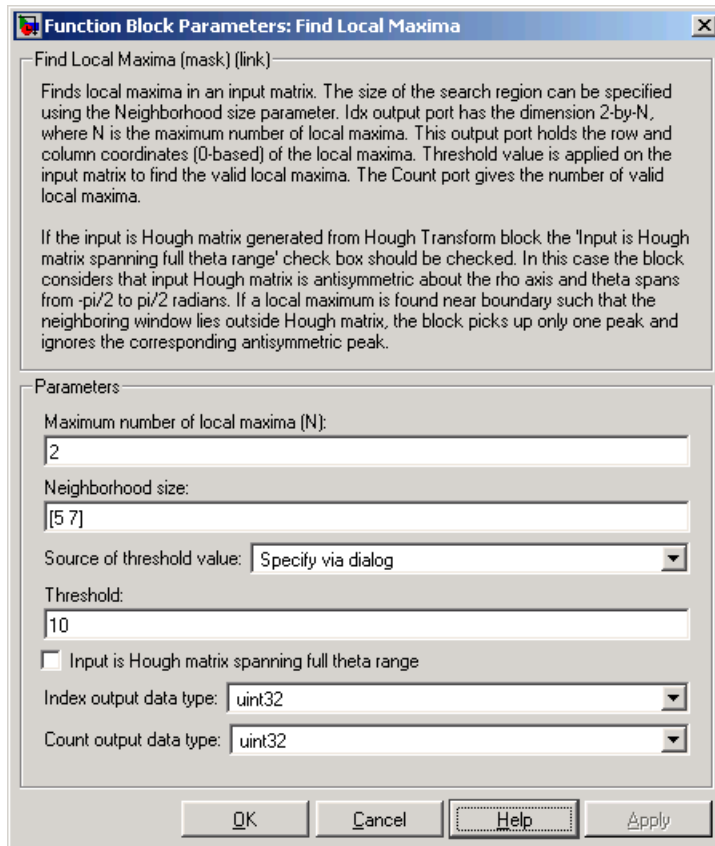 Function Block Parameters: Find Local Maxima
Find Local Maxima (mask) (link)
Finds local maxima in an input matrix. The size of the search region can be specified
using the Neighborhood size parameter. Idx output port has the dimension 2-by-N,
where N is the maximum number of local maxima. This output port holds the row and
column coordinates (0-based) of the local maxima. Threshold value is applied on the
input matrix to find the valid local maxima. The Count port gives the number of valid
local maxima.
If the input is Hough matrix generated from Hough Transform block the 'Input is Hough
matrix spanning full theta range' check box should be checked. In this case the block
considers that input Hough matrix is antisymmetric about the rho axis and theta spans
from -pi/2 to pi/2 radians. If a local maximum is found near boundary such that the
neighboring window lies outside Hough matrix, the block picks up only one peak and
ignores the corresponding antisymmetric peak.
Parameters
Maximum number of local maxima (N):
2
Neighborhood size:
[5 7]
Source of threshold value: Specify via dialog
Threshold:
10
Input is Hough matrix spanning full theta range
Index output data type: uint32
Count output data type: uint32
OK Cancel Help Apply